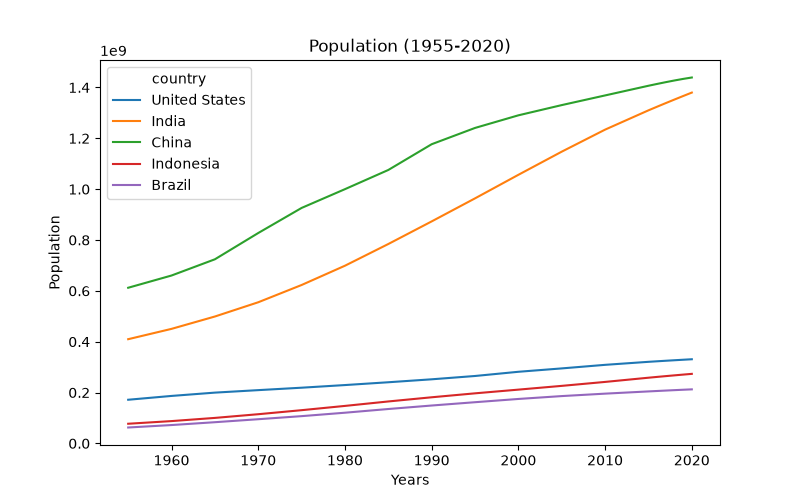 Population (1955-2020)
1e9
country
United States
India
China
Indonesia
Brazil
1.4
1.2
1.0
0.8
0.6
0.4
0.2
0.0
Population
1960 1970 1980 1990 2000 2010 2020
Years